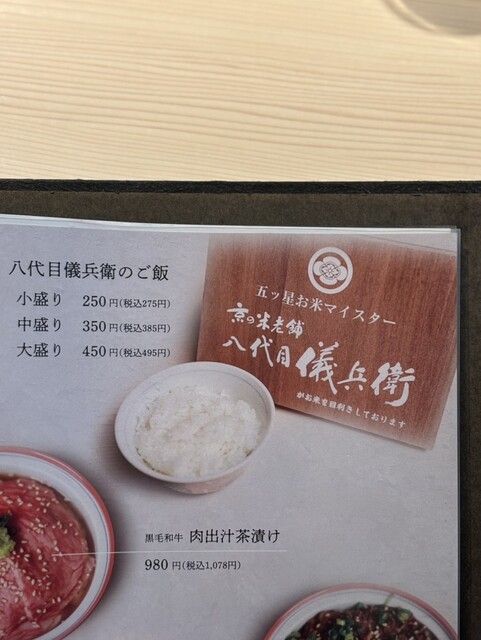 八代目儀兵衛のご飯
小盛り 250円(税込275円)
中盛り 350円(税込385円)
大盛り 450円(税込495円)
五ッ星お米マイスター
京の米老舗
八代目儀兵衛
がお米を目利きしております
黒毛和牛 肉出汁茶漬け
980円(税込1,078円)